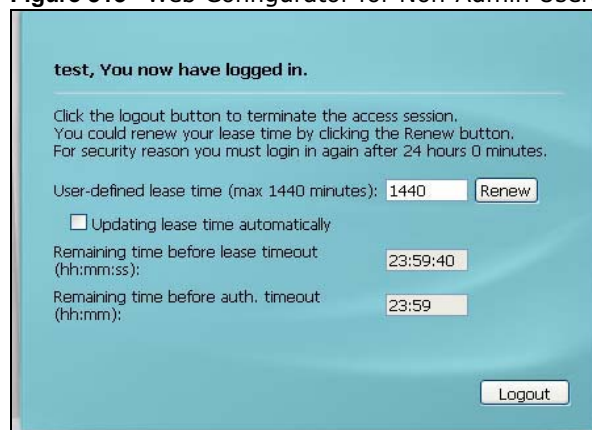 Web Configurator for Non-Admin User
test, You now have logged in.
Click the logout button to terminate the access session.
You could renew your lease time by clicking the Renew button.
For security reason you must login in again after 24 hours 0 minutes.
User-defined lease time (max 1440 minutes): 1440 Renew
Updating lease time automatically
Remaining time before lease timeout
(hh:mm:ss): 23:59:40
Remaining time before auth. timeout
(hh:mm): 23:59
Logout